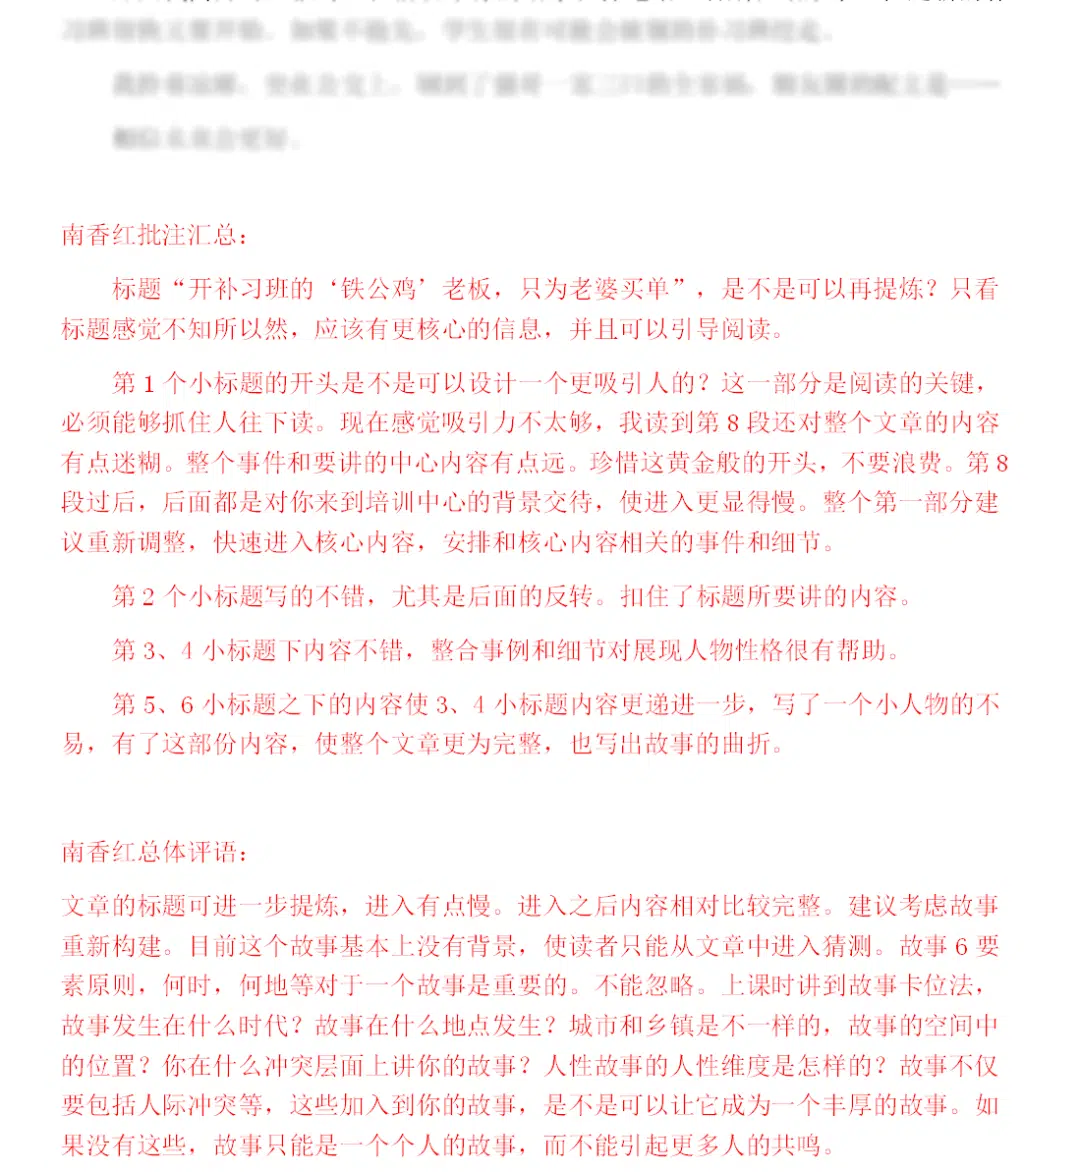 南香红批注汇总：
标题“开补习班的‘铁公鸡’老板，只为老婆买单”，是不是可以再提炼？只看
标题感觉不知所以然，应该有更核心的信息，并且可以引导阅读。
第 1 个小标题的开头是不是可以设计一个更吸引人的？这一部分是阅读的关键，
必须能够抓住人往下读。现在感觉吸引力不太够，我读到第 8 段还对整个文章的内容
有点迷糊。整个事件和要讲的中心内容有点远。珍惜这黄金般的开头，不要浪费。第 8
段过后，后面都是对你来到培训中心的背景交待，使进入更显得慢。整个第一部分建
议重新调整，快速进入核心内容，安排和核心内容相关的事件和细节。
第 2 个小标题写的不错，尤其是后面的反转。扣住了标题所要讲的内容。
第 3、4 小标题下内容不错，整合事例和细节对展现人物性格很有帮助。
第 5、6 小标题之下的内容使 3、4 小标题内容更递进一步，写了一个小人物的不
易，有了这部份内容，使整个文章更为完整，也写出故事的曲折。
南香红总体评语：
文章的标题可进一步提炼，进入有点慢。进入之后内容相对比较完整。建议考虑故事
重新构建。目前这个故事基本上没有背景，使读者只能从文章中进入猜测。故事 6 要
素原则，何时，何地等对于一个故事是重要的。不能忽略。上课时讲到故事卡位法，
故事发生在什么时代？故事在什么地点发生？城市和乡镇是不一样的，故事的空间中
的位置？你在什么冲突层面上讲你的故事？人性故事的人性维度是怎样的？故事不仅
要包括人际冲突等，这些加入到你的故事，是不是可以让它成为一个丰厚的故事。如
果没有这些，故事只能是一个个人的故事，而不能引起更多人的共鸣。